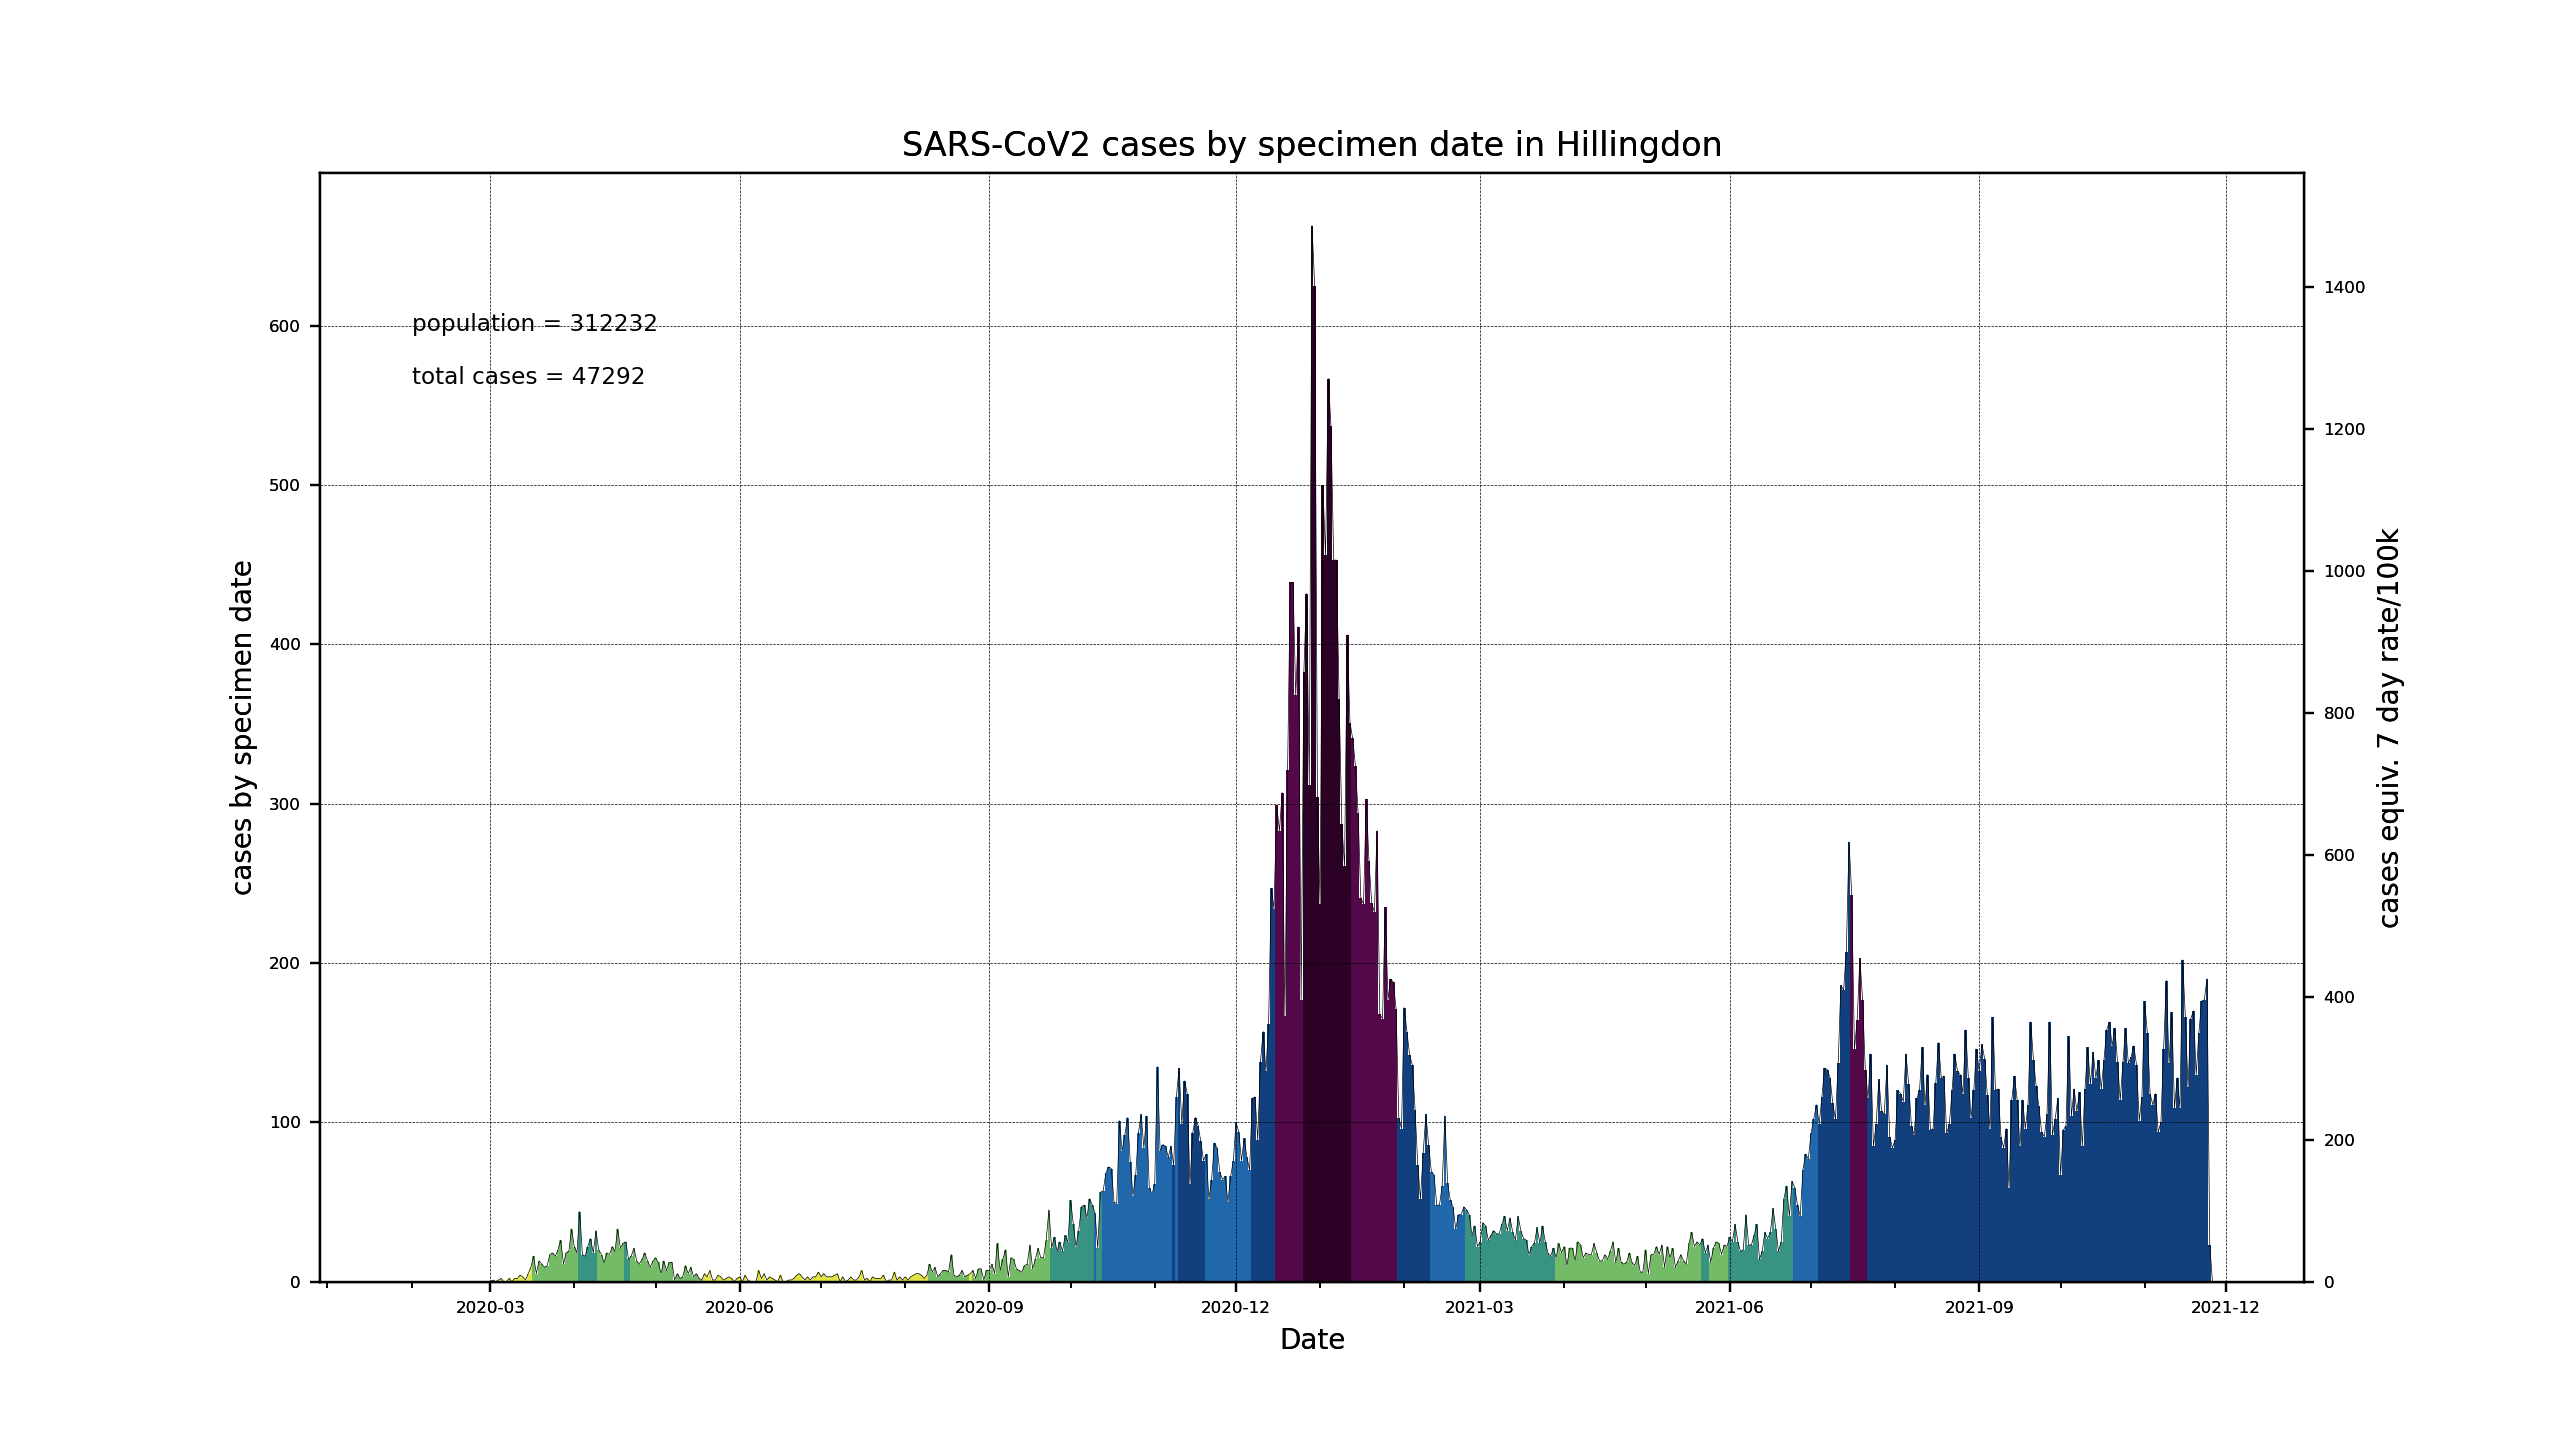 SARS-CoV2 cases by specimen date in Hillingdon
population = 312232
total cases = 47292
cases by specimen date
600
500
400
300
200
100
0
1400
1200
1000
800
600
400
200
0
cases equiv. 7 day rate/100k
2020-03 2020-06 2020-09 2020-12 2021-03 2021-06 2021-09 2021-12
Date